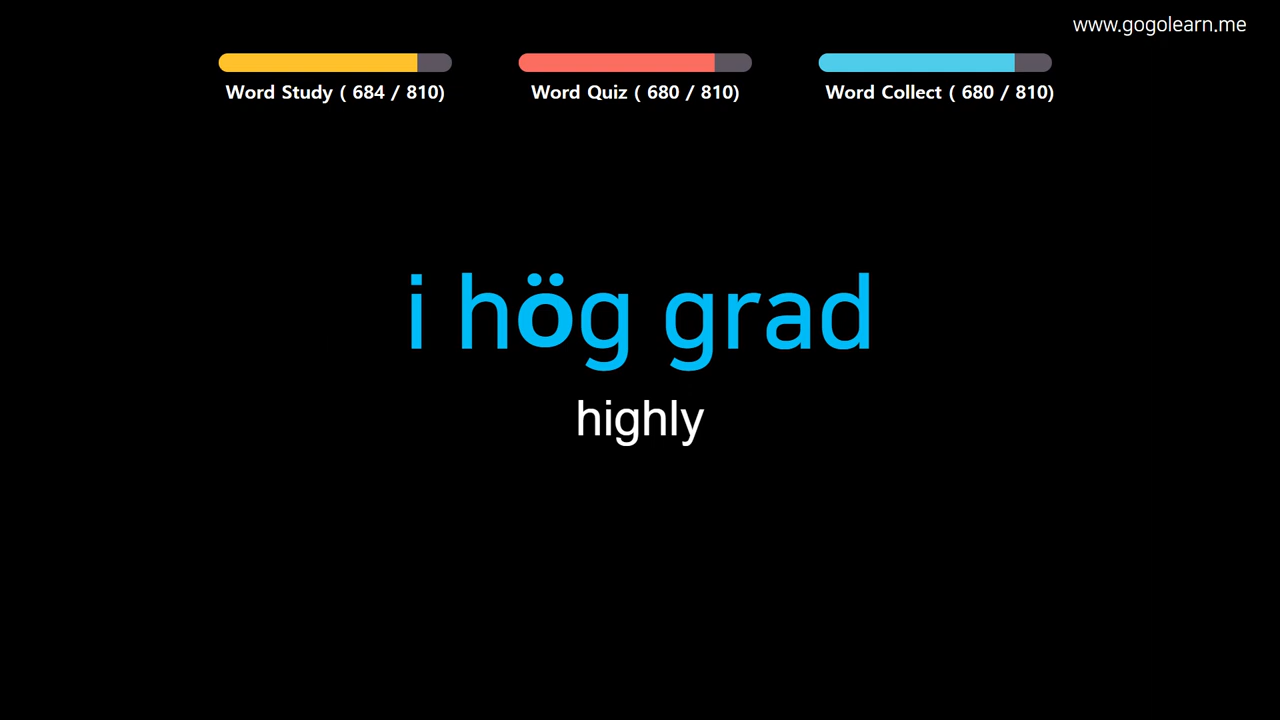 www.gogolearn.me
Word Study ( 684 / 810)
Word Quiz ( 680 / 810)
Word Collect ( 680 / 810)
i hög grad
highly